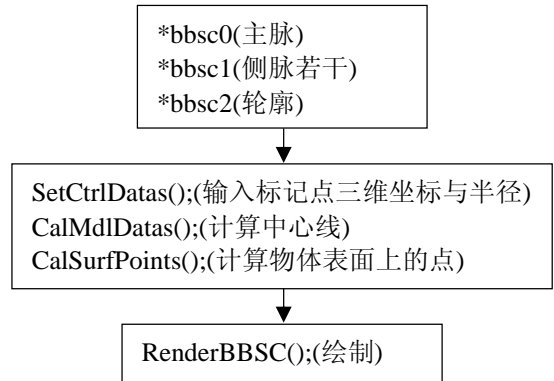 *bbsc0(主脉)
*bbsc1(侧脉若干)
*bbsc2(轮廓)
SetCtrlDatas();(输入标记点三维坐标与半径)
CalMdlDatas();(计算中心线)
CalSurfPoints();(计算物体表面上的点)
RenderBBSC();(绘制)